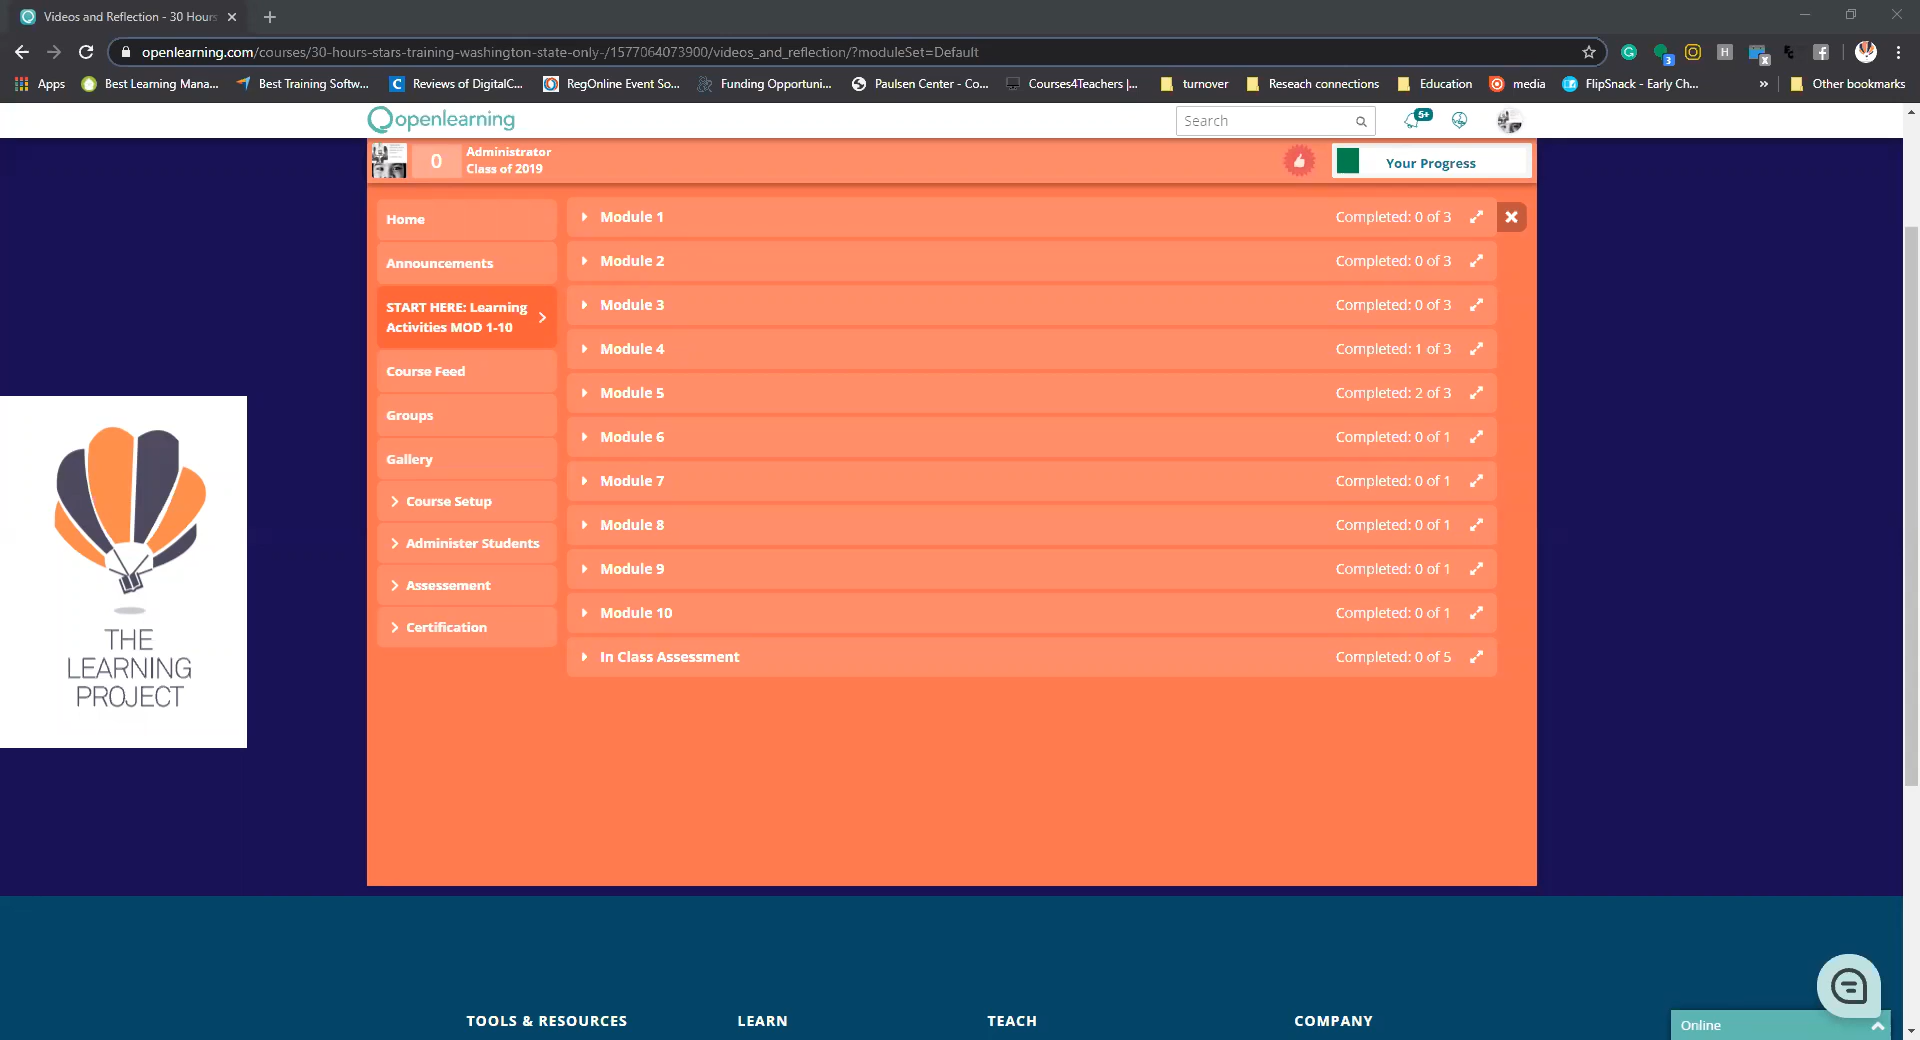 Videos and Reflection - 30 Hours
openlearning.com/courses/30-hours-stars-training-washington-state-only-/1577064073900/videos_and_reflection/?moduleSet=Default
3
H
x
Apps
Best Learning Mana...
Best Training Softw...
C
Reviews of DigitalC...
RegOnline Event So...
Funding Opportuni...
Paulsen Center - Co...
Courses4Teachers |...
turnover
Reseach connections
Education
media
FlipSnack - Early Ch...
»
Other bookmarks
openlearning
Search
5+
0
Administrator
Class of 2019
Your Progress
Home
Announcements
START HERE: Learning
Activities MOD 1-10
Course Feed
Groups
Gallery
Course Setup
Administer Students
Assessement
Certification
Module 1 Completed: 0 of 3
Module 2 Completed: 0 of 3
Module 3 Completed: 0 of 3
Module 4 Completed: 1 of 3
Module 5 Completed: 2 of 3
Module 6 Completed: 0 of 1
Module 7 Completed: 0 of 1
Module 8 Completed: 0 of 1
Module 9 Completed: 0 of 1
Module 10 Completed: 0 of 1
In Class Assessment Completed: 0 of 5
THE
LEARNING
PROJECT
TOOLS & RESOURCES
LEARN
TEACH
COMPANY
Online